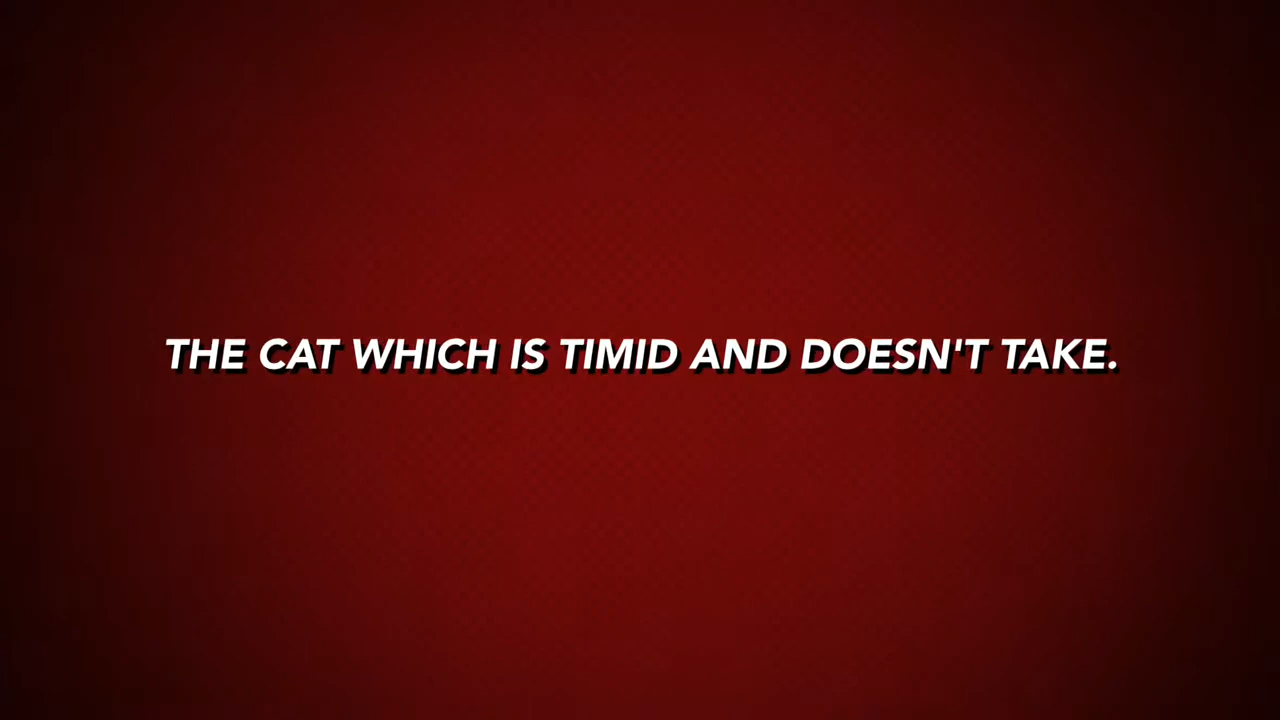 THE CAT WHICH IS TIMID AND DOESN'T TAKE.